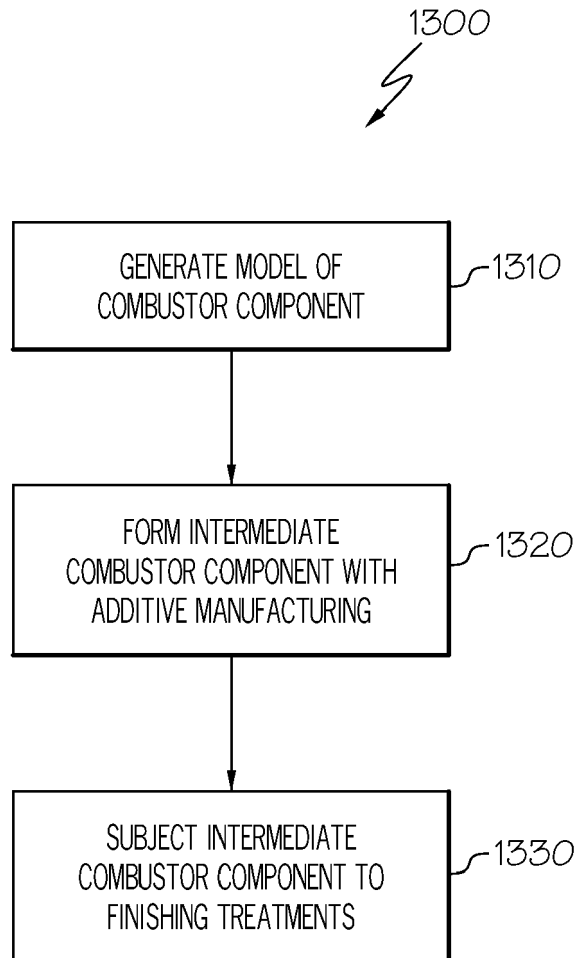 1300
GENERATE MODEL OF
COMBUSTOR COMPONENT
1310
FORM INTERMEDIATE
COMBUSTOR COMPONENT WITH
ADDITIVE MANUFACTURING
1320
SUBJECT INTERMEDIATE
COMBUSTOR COMPONENT TO
FINISHING TREATMENTS
1330